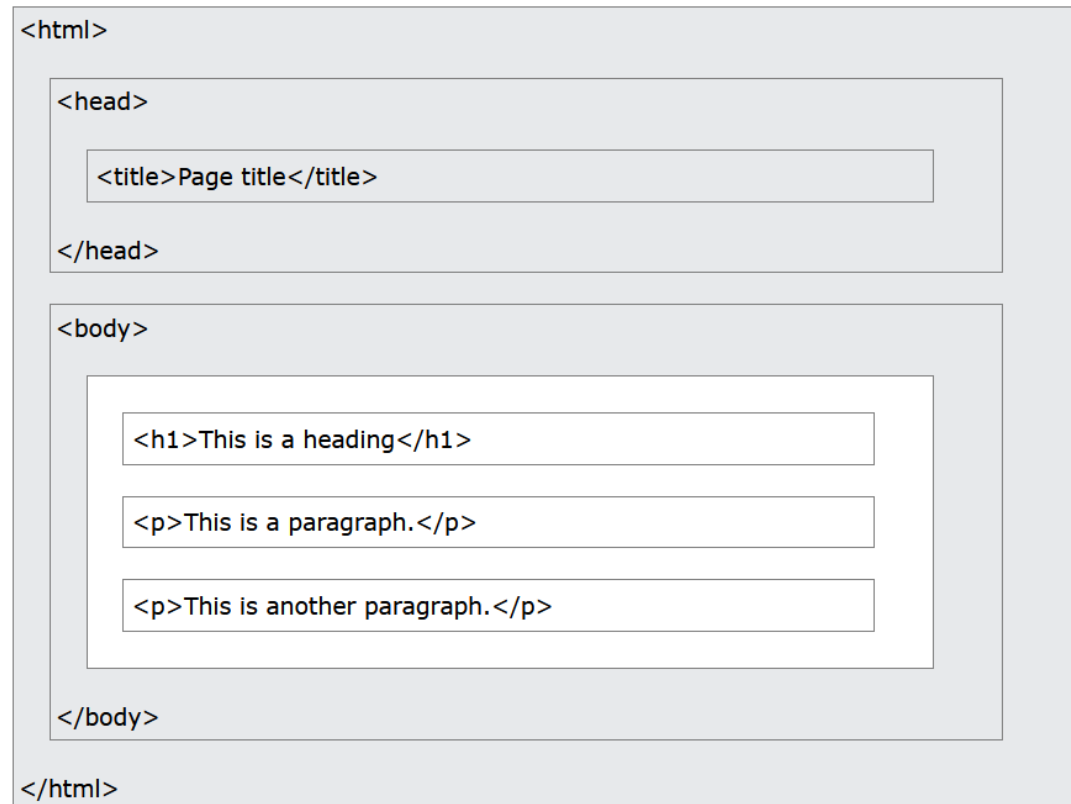 <html>
<head>
<title>Page title</title>
</head>
<body>
<h1>This is a heading</h1>
<p>This is a paragraph.</p>
<p>This is another paragraph.</p>
</body>
</html>